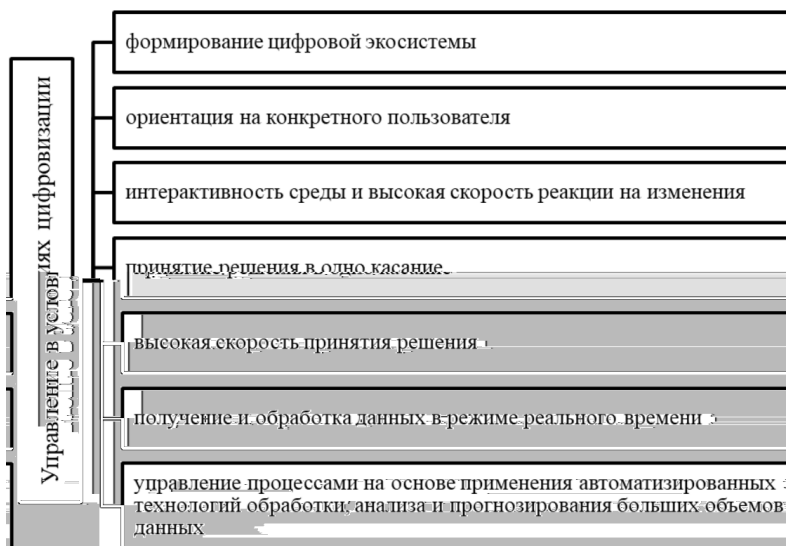 Управление в условиях цифровизации
формирование цифровой экосистемы
ориентация на конкретного пользователя
интерактивность среды и высокая скорость реакции на изменения
принятие решения в одно касание
высокая скорость принятия решения
получение и обработка данных в режиме реального времени
управление процессами на основе применения автоматизированных
технологий обработки, анализа и прогнозирования больших объемов
данных